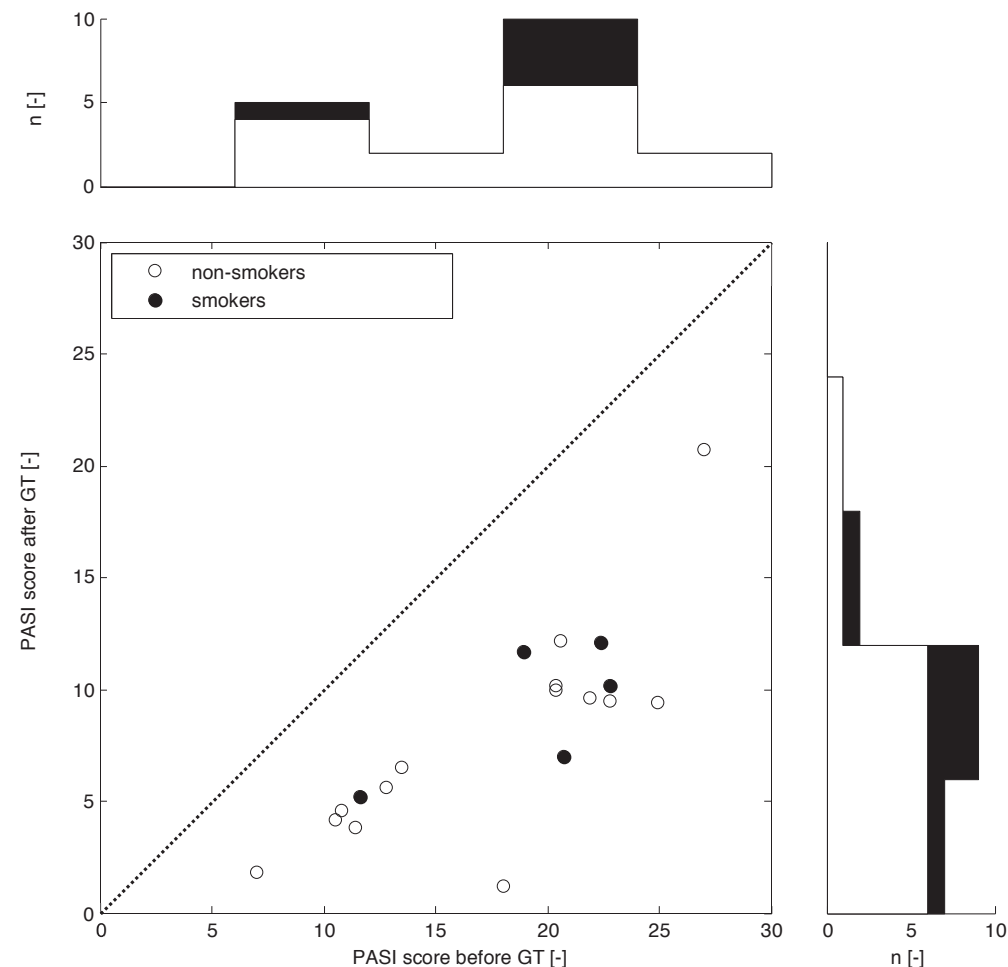 10
5
0
n [-]
30
25
20
15
10
5
0
PASI score after GT [-]
non-smokers
smokers
0 5 10 15 20 25 30
PASI score before GT [-]
0 5 10
n [-]